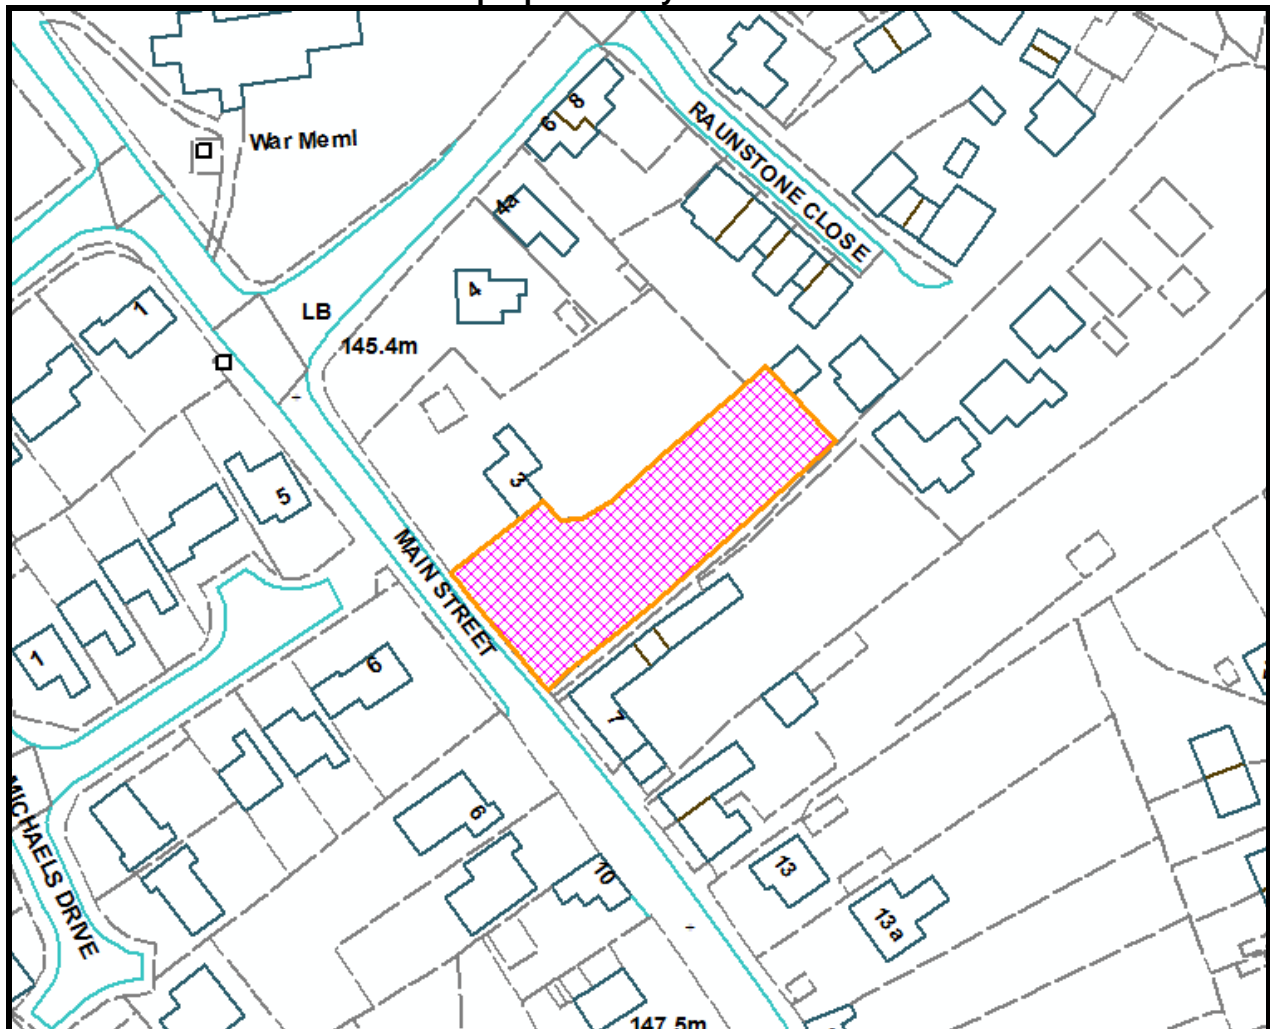 War Meml
RAUNSTONE CLOSE
8
6
4a
4
LB
145.4m
1
3
5
MAIN STREET
1
6
7
6
10
13
13a
MICHAELS DRIVE
147.5m